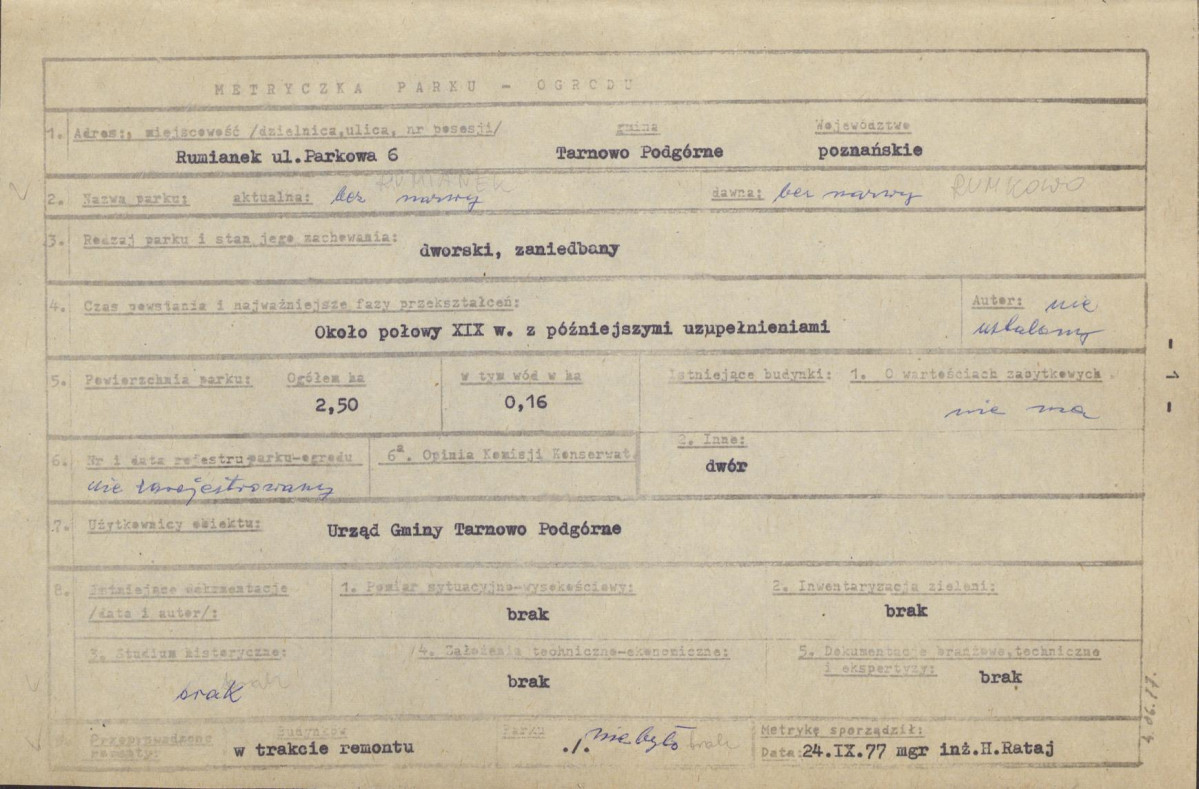 METRYCZKA PARKU - OGRODU
1. Adres:, miejscowość /dzielnica,ulica, nr posesji/ gmina Województwo
Rumianek ul.Parkowa 6 Tarnowo Podgórne poznańskie
RUMIANEK RUMKOWO
2. Nazwa parku: aktualna: bez nazwy dawna: bez nazwy
3. Rodzaj parku i stan jego zachowania:
dworski, zaniedbany
4. Czas powstania i najważniejsze fazy przekształceń: Autor: nie
Około połowy XIX w. z późniejszymi uzupełnieniami ustalony
5. Powierzchnia parku: Ogółem ha w tym wód w ha Istniejące budynki: 1. O wartościach zabytkowych
2,50 0,16 nie ma
- 1 -
2. Inne:
6. Nr i data rejestru parku-ogrodu 6a. Opinia Komisji Konserwat.
dwór
nie zarejestrowany
7. Użytkownicy obiektu: Urząd Gminy Tarnowo Podgórne
8. Istniejące dokumentacje 1. Pomiar sytuacyjno-wysokościowy: 2. Inwentaryzacja zieleni:
/data i autor/: brak brak
3. Studium historyczne: 4. Założenia techniczno-ekonomiczne: 5. Dokumentacje branżowe,techniczne
i ekspertyzy:
brak brak brak brak
9. Przeprowadzone Budynków Parku Metrykę sporządził:
remonty: w trakcie remontu ./. nie było brak Data: 24.IX.77 mgr inż.H.Rataj